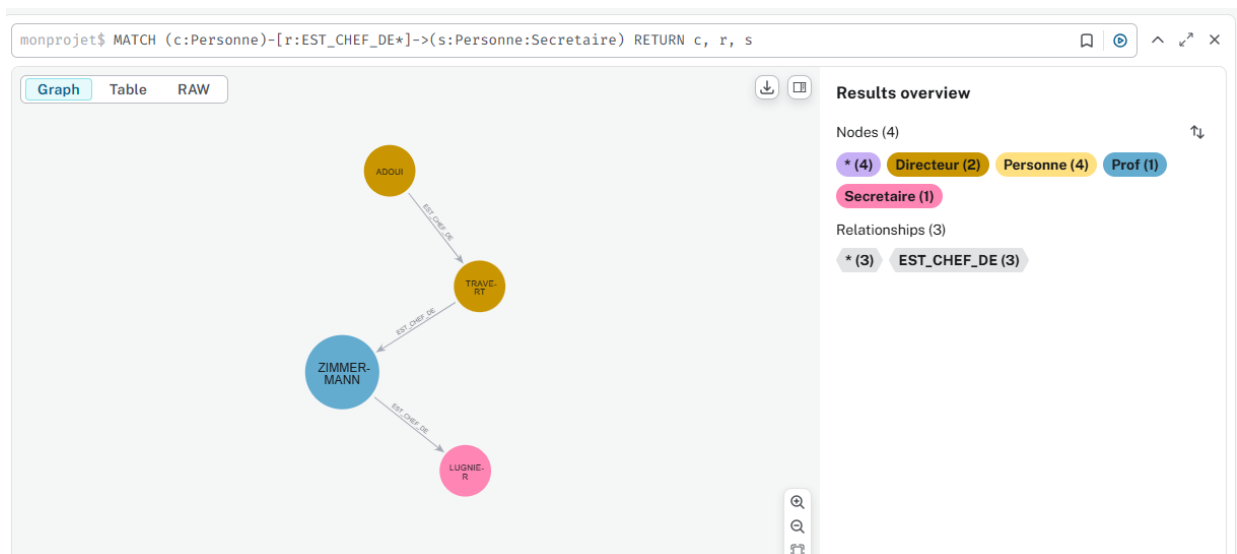 monprojet$ MATCH (c:Personne)-[r:EST_CHEF_DE*]->(s:Personne:Secretaire) RETURN c, r, s
Graph Table RAW
ADOUI
EST_CHEF_DE
TRAVE-
RT
EST_CHEF_DE
ZIMMER-
MANN
EST_CHEF_DE
LUGNIE-
R
Results overview
Nodes (4)
* (4) Directeur (2) Personne (4) Prof (1)
Secretaire (1)
Relationships (3)
* (3) EST_CHEF_DE (3)